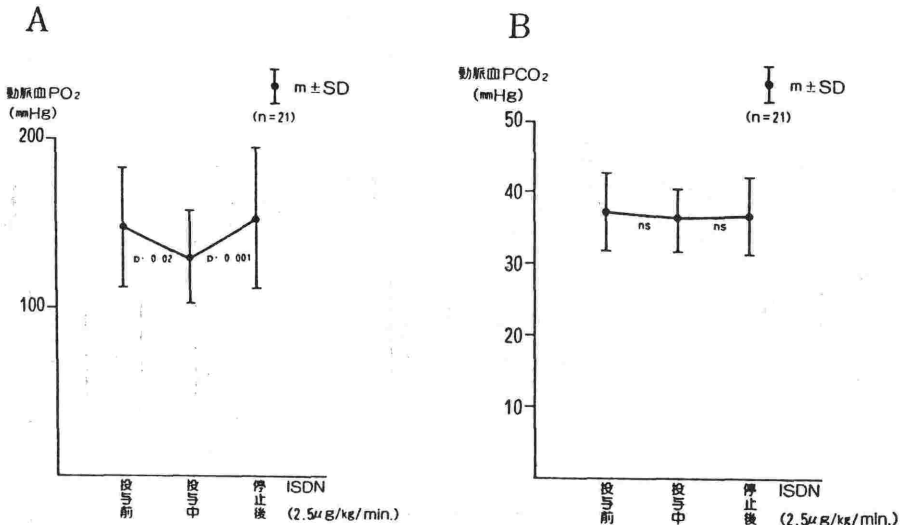 A
動脈血PO₂
(mmHg)
m±SD
(n=21)
200
100
p・0 02
p・0 001
投与前
投与中
停止後
ISDN
(2.5μg/kg/min.)
B
動脈血PCO₂
(mmHg)
m±SD
(n=21)
50
40
30
20
10
ns
ns
投与前
投与中
停止後
ISDN
(2.5μg/kg/min.)